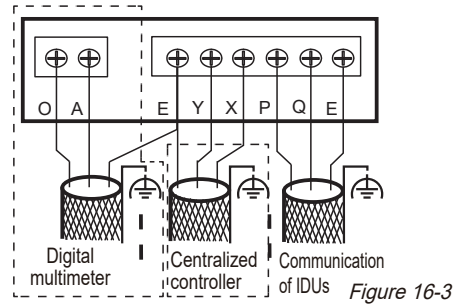 O A E Y X P Q E
Digital
multimeter
Centralized
controller
Communication
of IDUs
Figure 16-3